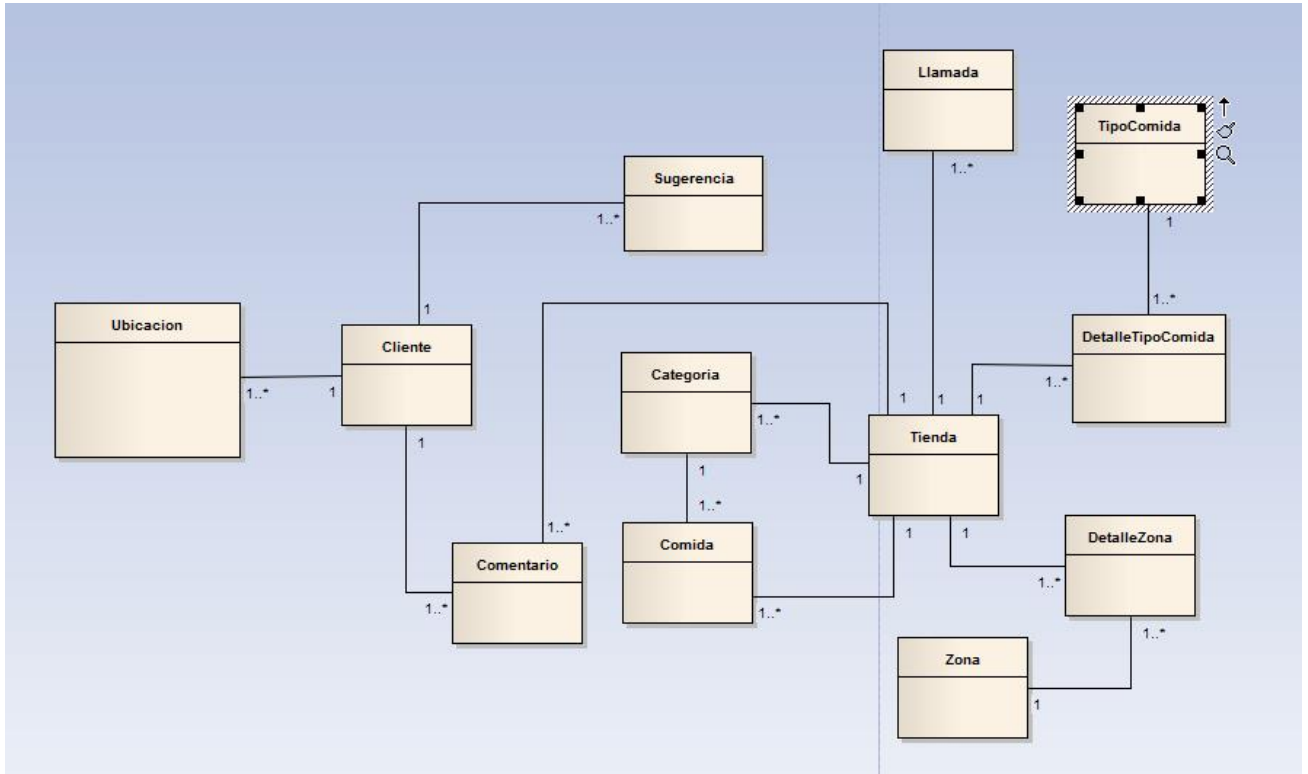 Llamada
1..*
TipoComida
1
Sugerencia
1..*
1
Ubicacion
1..*
Cliente
1
1
1..*
DetalleTipoComida
1..*
Categoria
1..*
1
1
1
1
Tienda
1
1
1..*
1..*
Comentario
1..*
Comida
1..*
1
1
DetalleZona
1..*
1..*
Zona
1